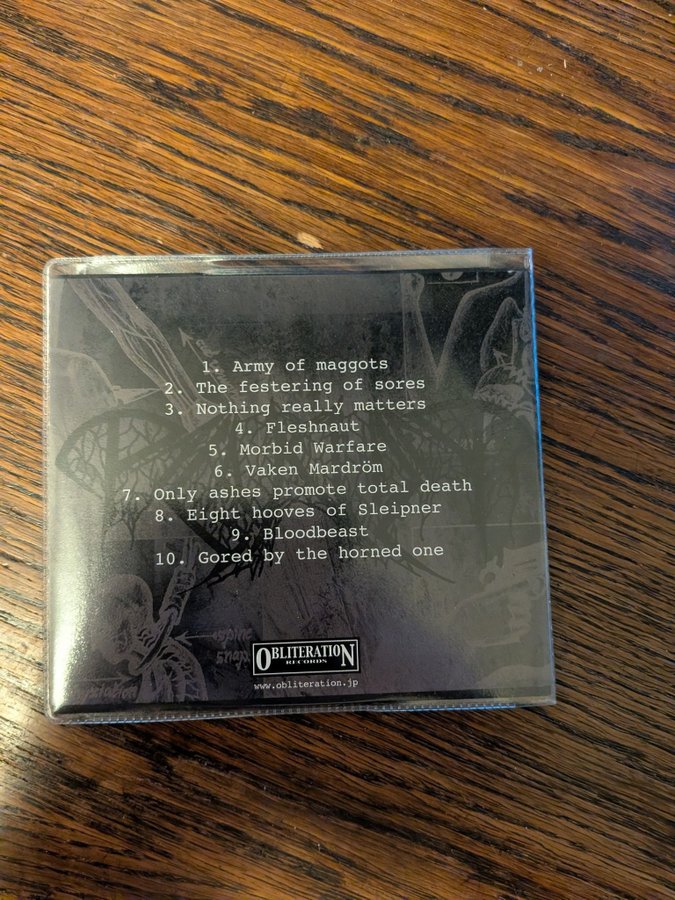 1. Army of maggots
2. The festering of sores
3. Nothing really matters
4. Fleshnaut
5. Morbid Warfare
6. Vaken Mardröm
7. Only ashes promote total death
8. Eight hooves of Sleipner
9. Bloodbeast
10. Gored by the horned one
spine
snap
OBLITERATION
RECORDS
www.obliteration.jp